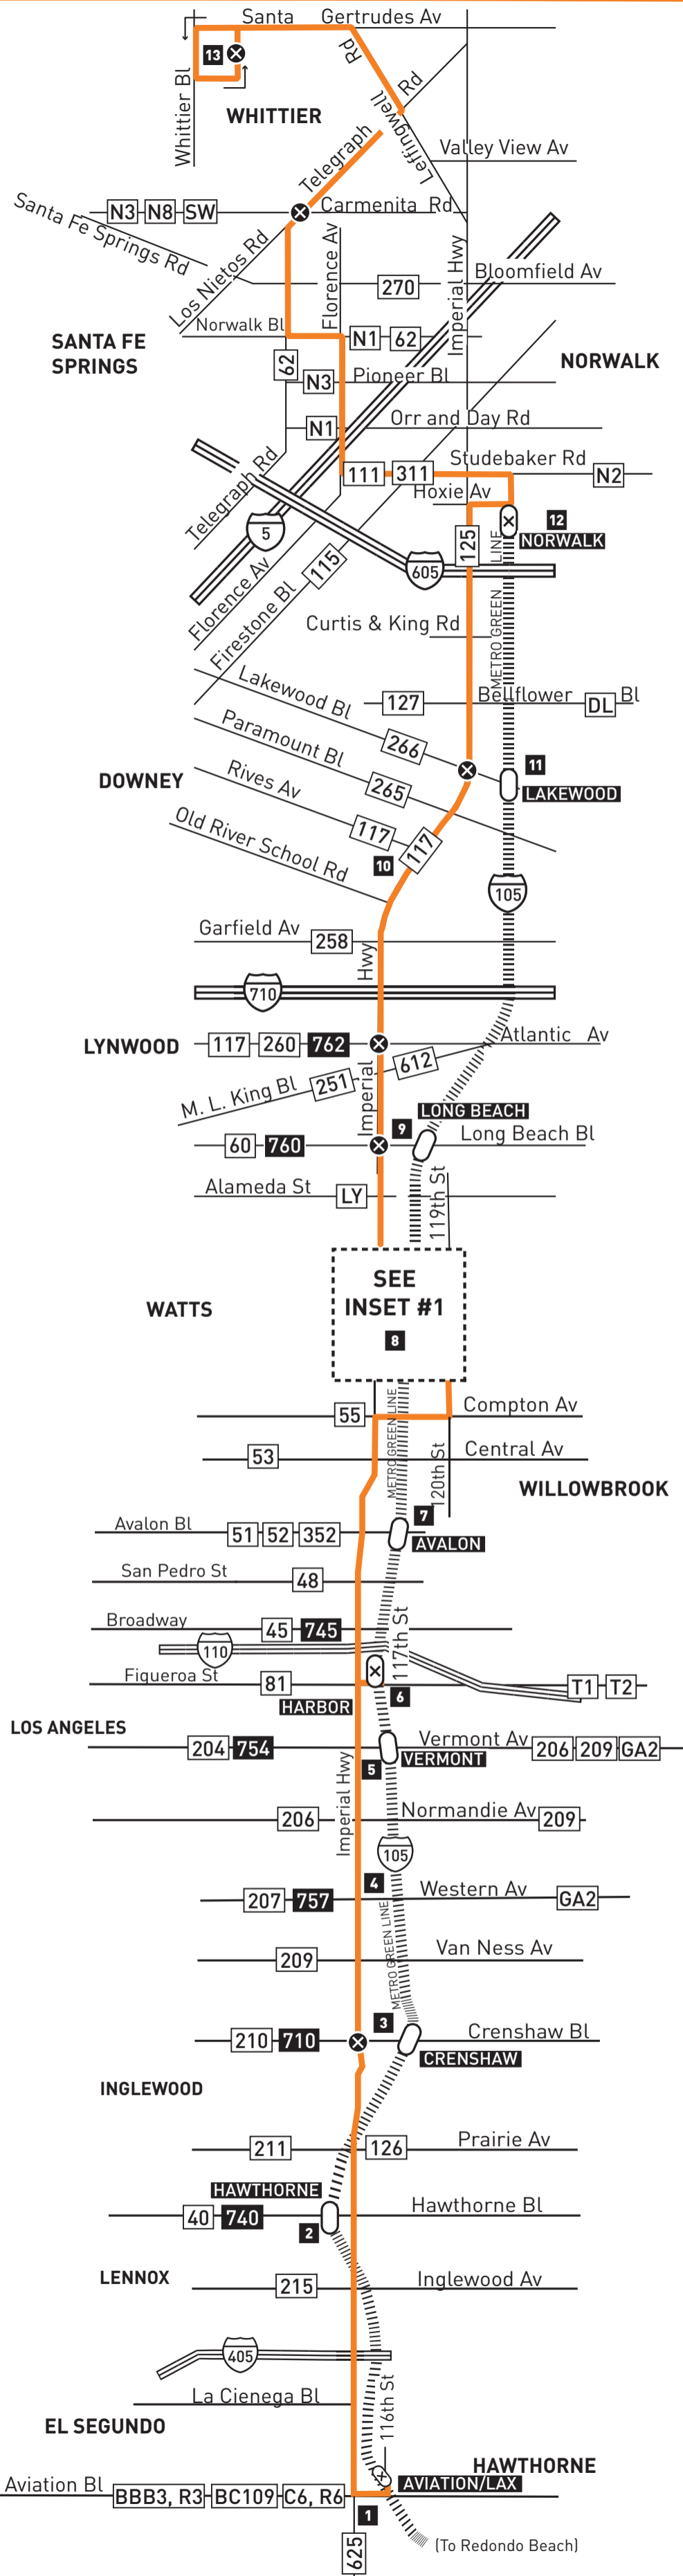 Santa Gertrudes Av
Rd
Rd
13
Whittier Bl
WHITTIER
Leffingwell
Telegraph
Valley View Av
N3 N8 SW
Carmenita Rd
Santa Fe Springs Rd
Los Nietos Rd
Florence Av
Imperial Hwy
Bloomfield Av
270
Norwalk Bl
N1 62
SANTA FE
SPRINGS
62
NORWALK
N3
Pioneer Bl
N1
Orr and Day Rd
Studebaker Rd
111 311
N2
Hoxie Av
Telegraph Rd
5
125
12
NORWALK
LINE
METRO GREEN
605
115
Florence Av
Firestone Bl
Curtis & King Rd
Lakewood Bl
127
Bellflower Bl
DL
Paramount Bl
266
11
LAKEWOOD
DOWNEY
Rives Av
265
117
117
10
Old River School Rd
105
Garfield Av
258
Hwy
710
LYNWOOD
117 260 762
Atlantic Av
Imperial
612
M. L. King Bl
251
LONG BEACH
9
60 760
Long Beach Bl
Alameda St
LY
119th St
SEE
INSET #1
8
WATTS
METRO GREEN LINE
55
Compton Av
53
Central Av
120th St
WILLOWBROOK
7
Avalon Bl
51 52 352
AVALON
San Pedro St
48
Broadway
45 745
117th St
110
Figueroa St
81
T1 T2
HARBOR
6
LOS ANGELES
204 754
Vermont Av
206 209 GA2
VERMONT
5
Imperial Hwy
206
Normandie Av
209
105
4
207 757
Western Av
GA2
METRO GREEN LINE
209
Van Ness Av
3
210 710
Crenshaw Bl
CRENSHAW
INGLEWOOD
211
126
Prairie Av
HAWTHORNE
40 740
Hawthorne Bl
2
LENNOX
215
Inglewood Av
405
La Cienega Bl
116th St
EL SEGUNDO
HAWTHORNE
AVIATION/LAX
Aviation Bl
BBB3, R3 BC109 C6, R6
1
625
(To Redondo Beach)